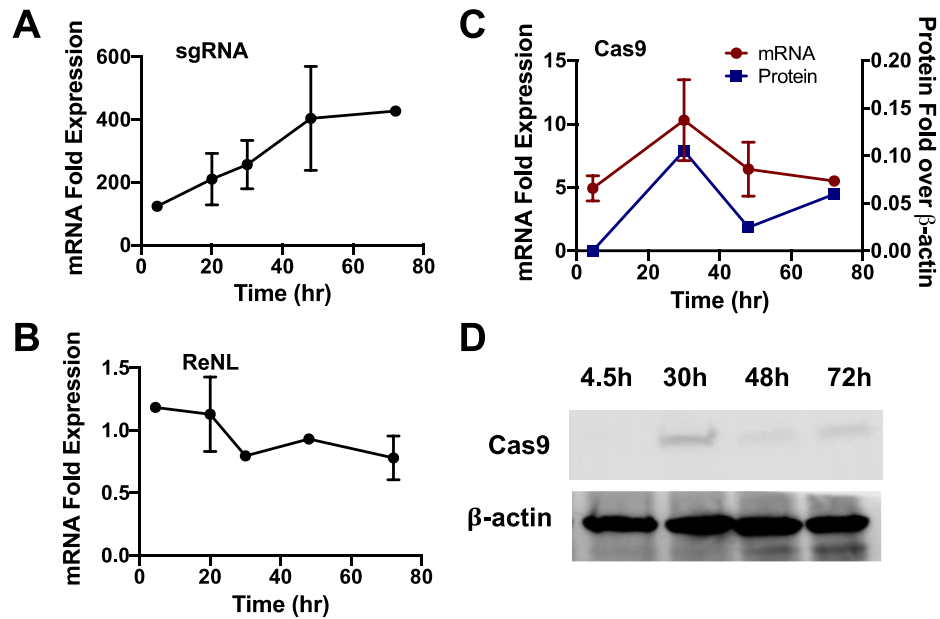 A
sgRNA
mRNA Fold Expression
600
400
200
0
0 20 40 60 80
Time (hr)
B
ReNL
mRNA Fold Expression
1.5
1.0
0.5
0.0
0 20 40 60 80
Time (hr)
C
Cas9
mRNA
Protein
mRNA Fold Expression
15
10
5
0
0 20 40 60 80
Time (hr)
0.20
0.15
0.10
0.05
0.00
Protein Fold over β-actin
D
4.5h 30h 48h 72h
Cas9
β-actin